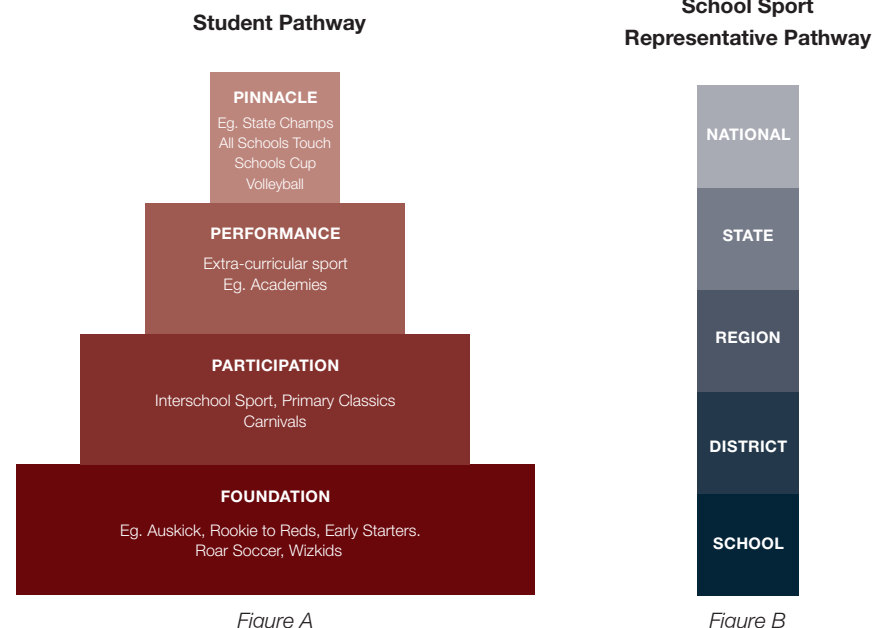 Student Pathway
PINNACLE
Eg. State Champs
All Schools Touch
Schools Cup
Volleyball
PERFORMANCE
Extra-curricular sport
Eg. Academies
PARTICIPATION
Interschool Sport, Primary Classics
Carnivals
FOUNDATION
Eg. Auskick, Rookie to Reds, Early Starters.
Roar Soccer, Wizkids
Figure A
School Sport
Representative Pathway
NATIONAL
STATE
REGION
DISTRICT
SCHOOL
Figure B